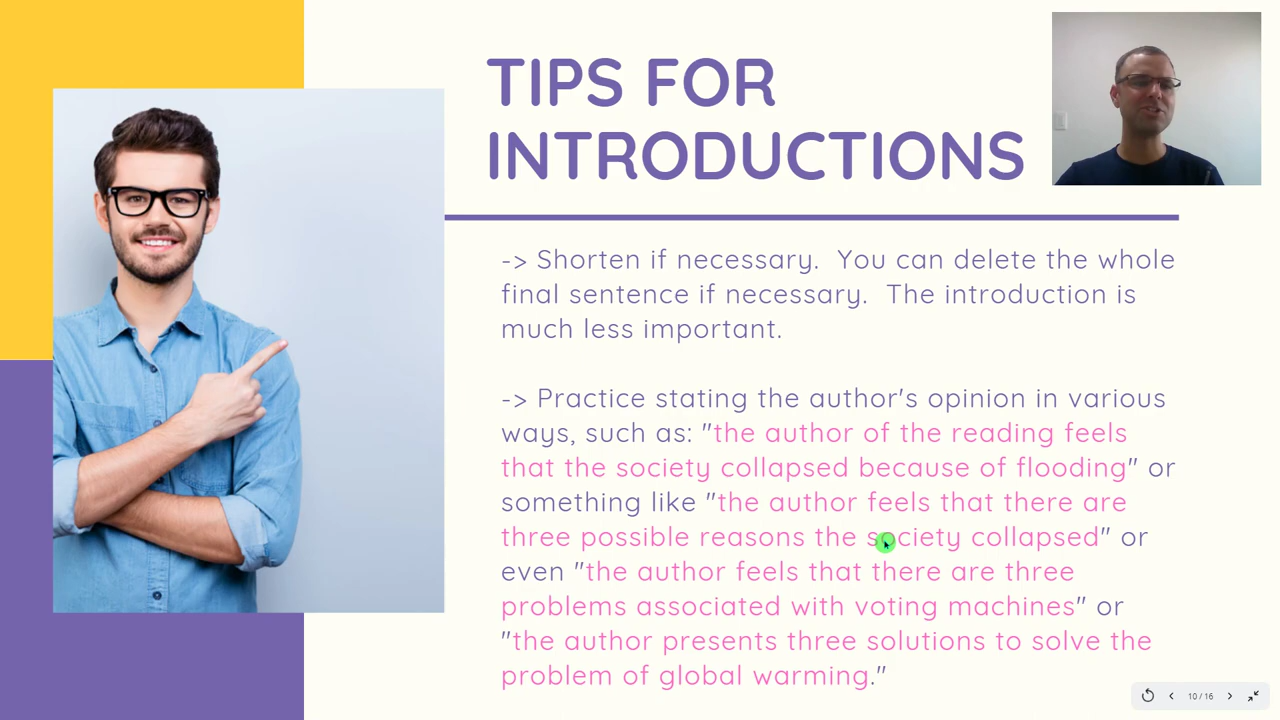 TIPS FOR
INTRODUCTIONS
-> Shorten if necessary.  You can delete the whole
final sentence if necessary.  The introduction is
much less important.
-> Practice stating the author's opinion in various
ways, such as: "the author of the reading feels
that the society collapsed because of flooding" or
something like "the author feels that there are
three possible reasons the society collapsed" or
even "the author feels that there are three
problems associated with voting machines" or
"the author presents three solutions to solve the
problem of global warming."
10 / 16